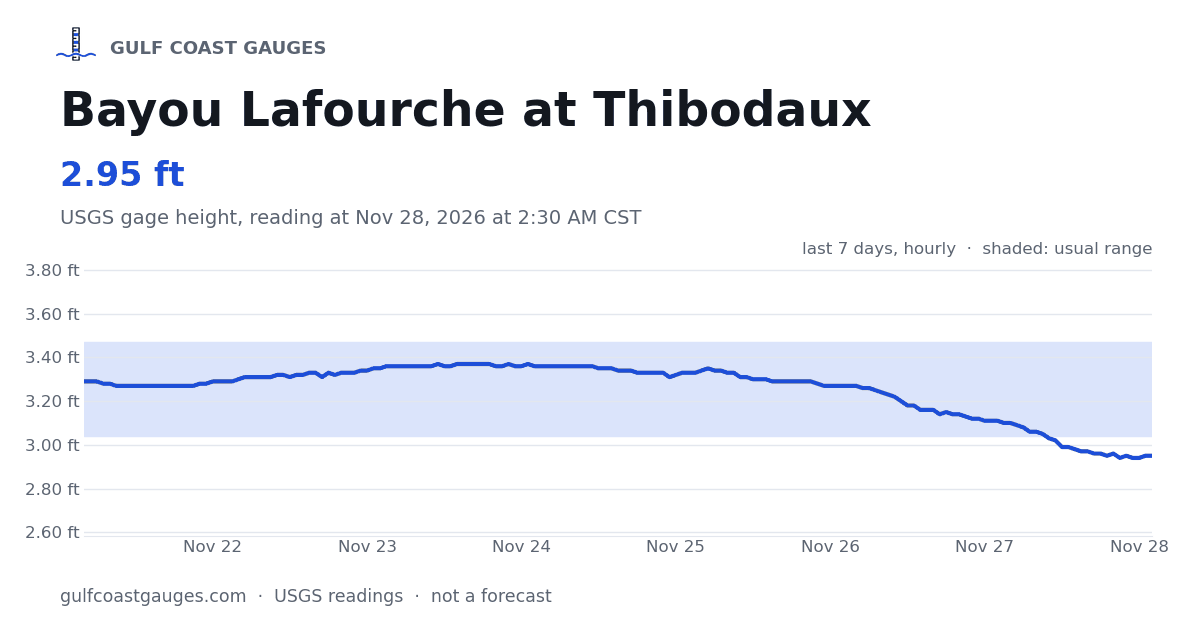 GULF COAST GAUGES
Bayou Lafourche at Thibodaux
2.95 ft
USGS gage height, reading at Nov 28, 2026 at 2:30 AM CST
last 7 days, hourly · shaded: usual range
3.80 ft
3.60 ft
3.40 ft
3.20 ft
3.00 ft
2.80 ft
2.60 ft
Nov 22 Nov 23 Nov 24 Nov 25 Nov 26 Nov 27 Nov 28
gulfcoastgauges.com · USGS readings · not a forecast